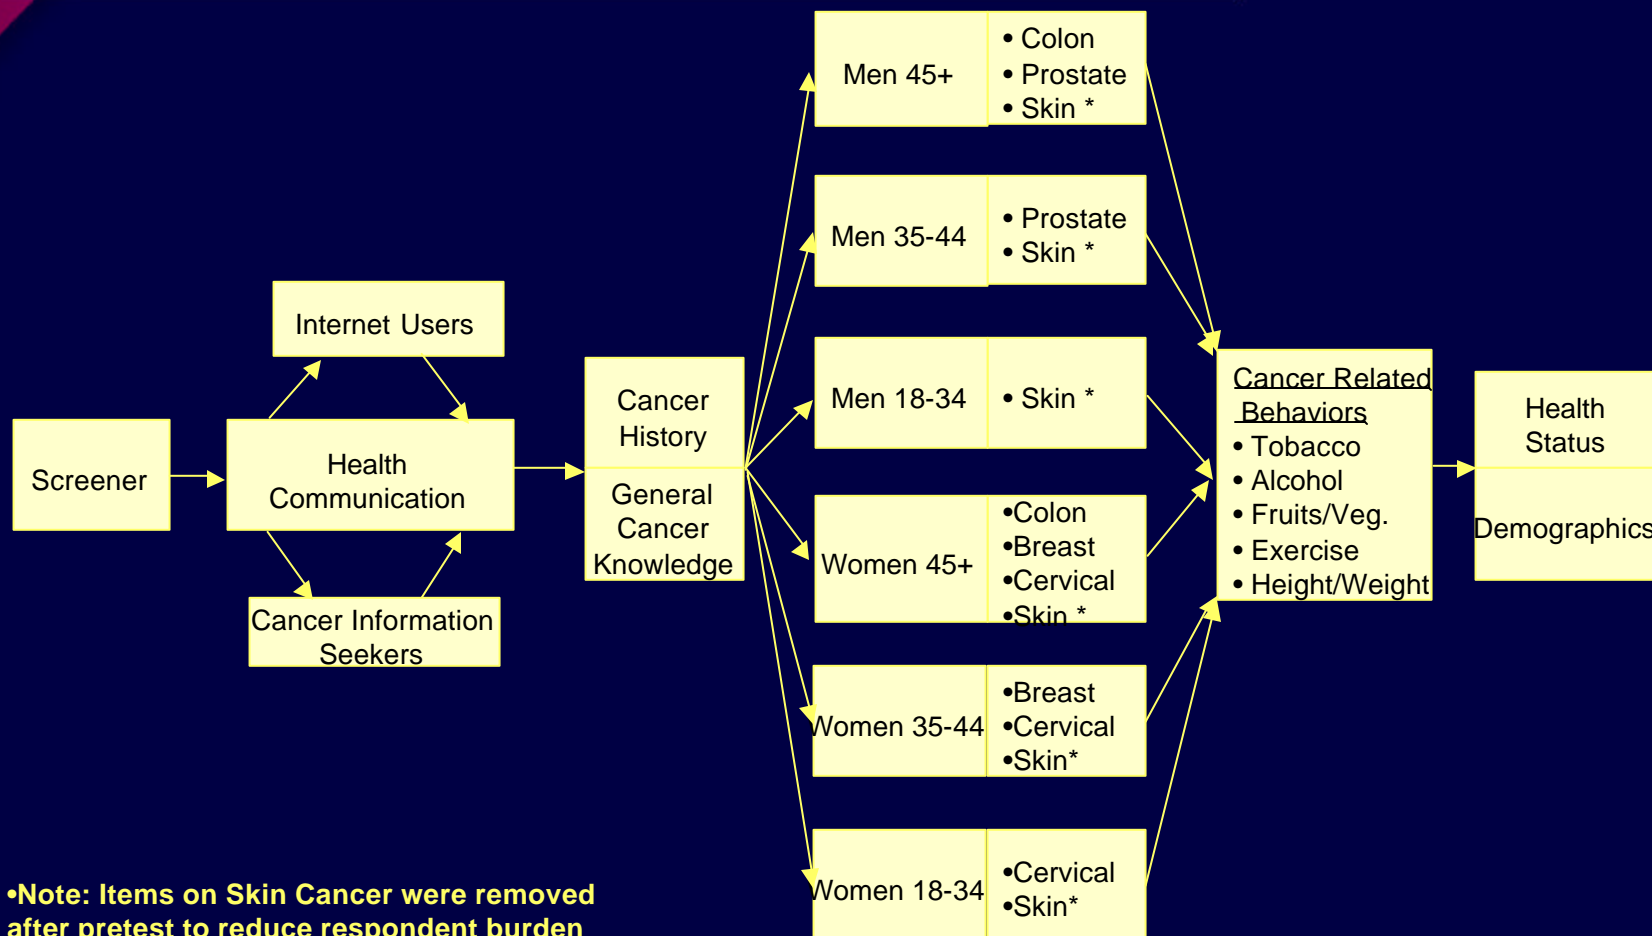 Screener
Internet Users
Health
Communication
Cancer Information
Seekers
Cancer
History
General
Cancer
Knowledge
Men 45+
• Colon
• Prostate
• Skin *
Men 35-44
• Prostate
• Skin *
Men 18-34
• Skin *
Women 45+
•Colon
•Breast
•Cervical
•Skin *
Women 35-44
•Breast
•Cervical
•Skin*
Women 18-34
•Cervical
•Skin*
Cancer Related
Behaviors
• Tobacco
• Alcohol
• Fruits/Veg.
• Exercise
• Height/Weight
Health
Status
Demographics
•Note: Items on Skin Cancer were removed
after pretest to reduce respondent burden